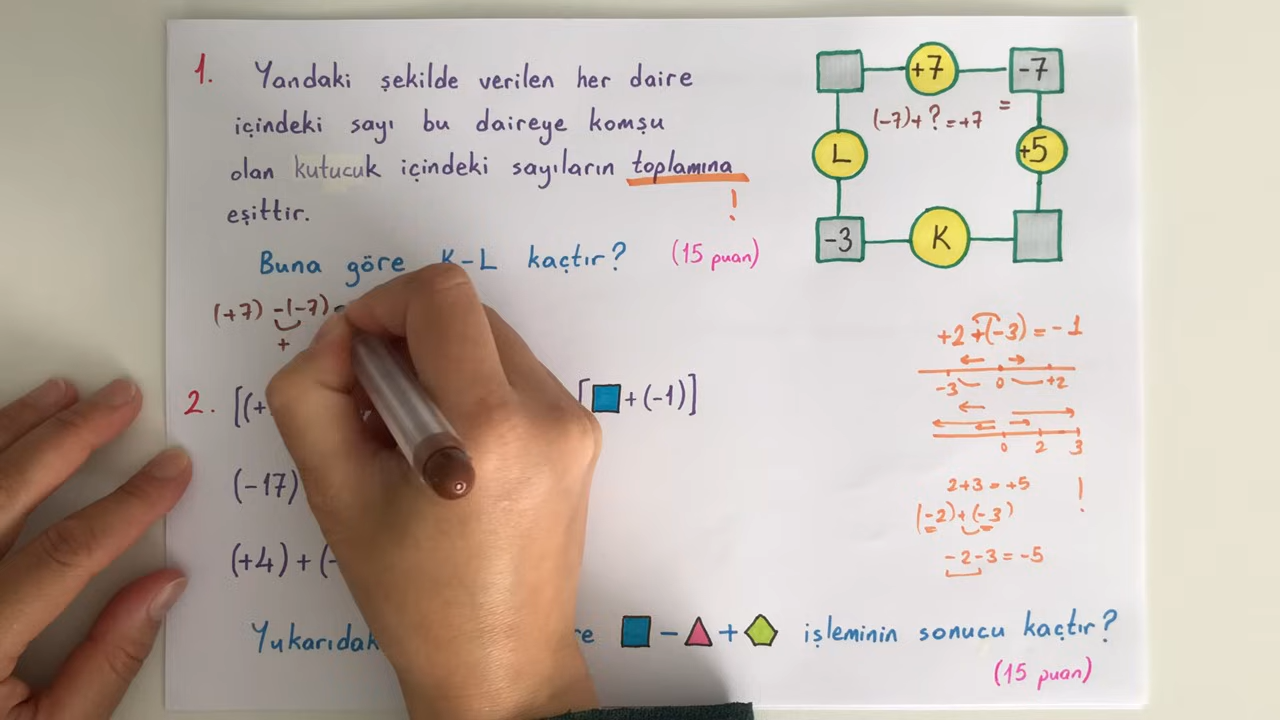 1. Yandaki şekilde verilen her daire
içindeki sayı bu daireye komşu
olan kutucuk içindeki sayıların toplamına
!
eşittir.
Buna göre K-L kaçtır? (15 puan)
(+7) -(-7)
+
+7 -7
(-7)+?=+7 =
L +5
-3 K
+2 +(-3) = -1
-3 0 +2
0 2 3
2+3 = +5 !
(-2)+(-3)
-2-3 = -5
2. [(+ [ + (-1)]
(-17)
(+4) + (-
- + işleminin sonucu kaçtır?
(15 puan)